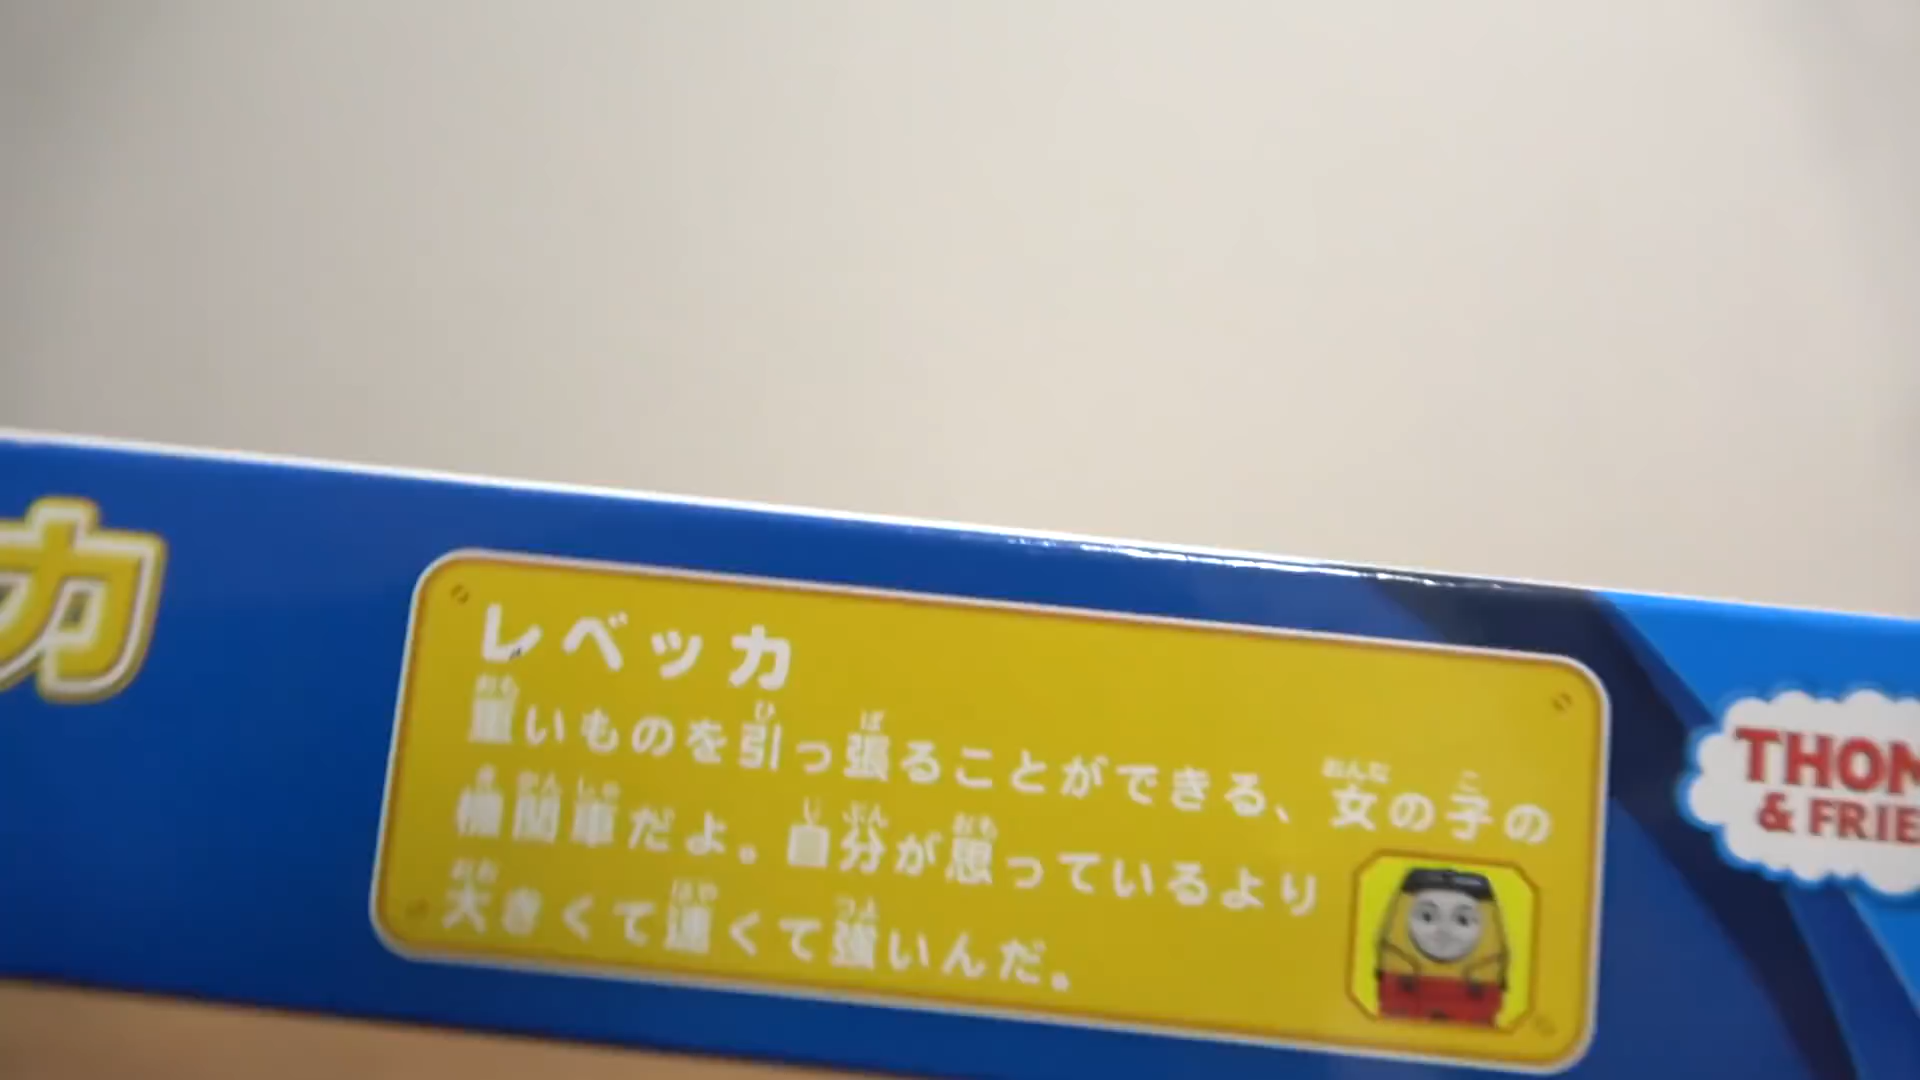 カ
レベッカ
重いものを引っ張ることができる、女の子の
機関車だよ。自分が思っているより
大きくて速くて強いんだ。
THOM
& FRIE